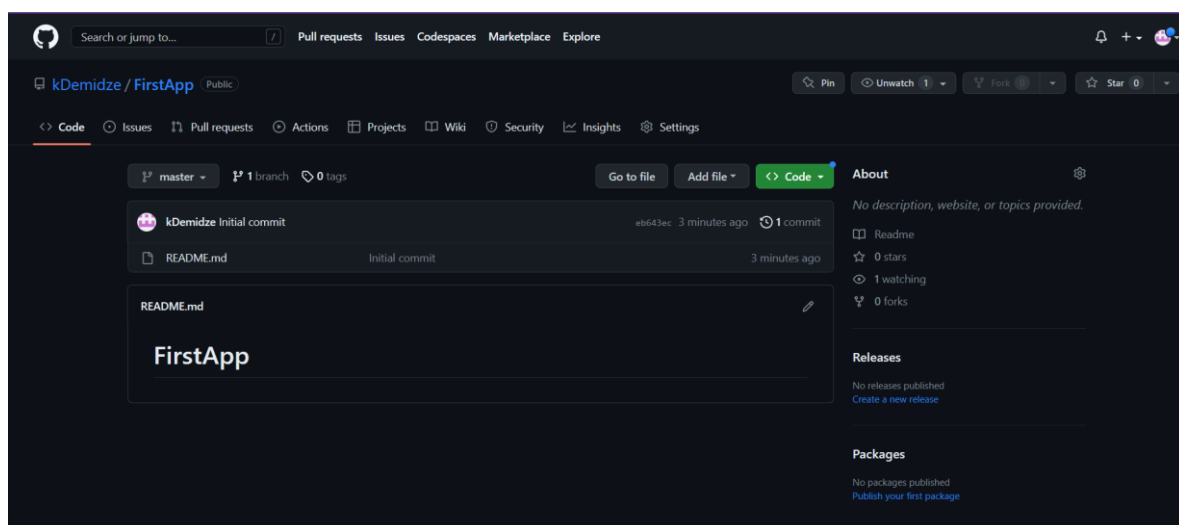 Search or jump to... / Pull requests Issues Codespaces Marketplace Explore
kDemidze / FirstApp Public Pin Unwatch 1 Fork 0 Star 0
Code Issues Pull requests Actions Projects Wiki Security Insights Settings
master 1 branch 0 tags Go to file Add file Code
kDemidze Initial commit eb643ec 3 minutes ago 1 commit
README.md Initial commit 3 minutes ago
README.md
FirstApp
About
No description, website, or topics provided.
Readme
0 stars
1 watching
0 forks
Releases
No releases published
Create a new release
Packages
No packages published
Publish your first package